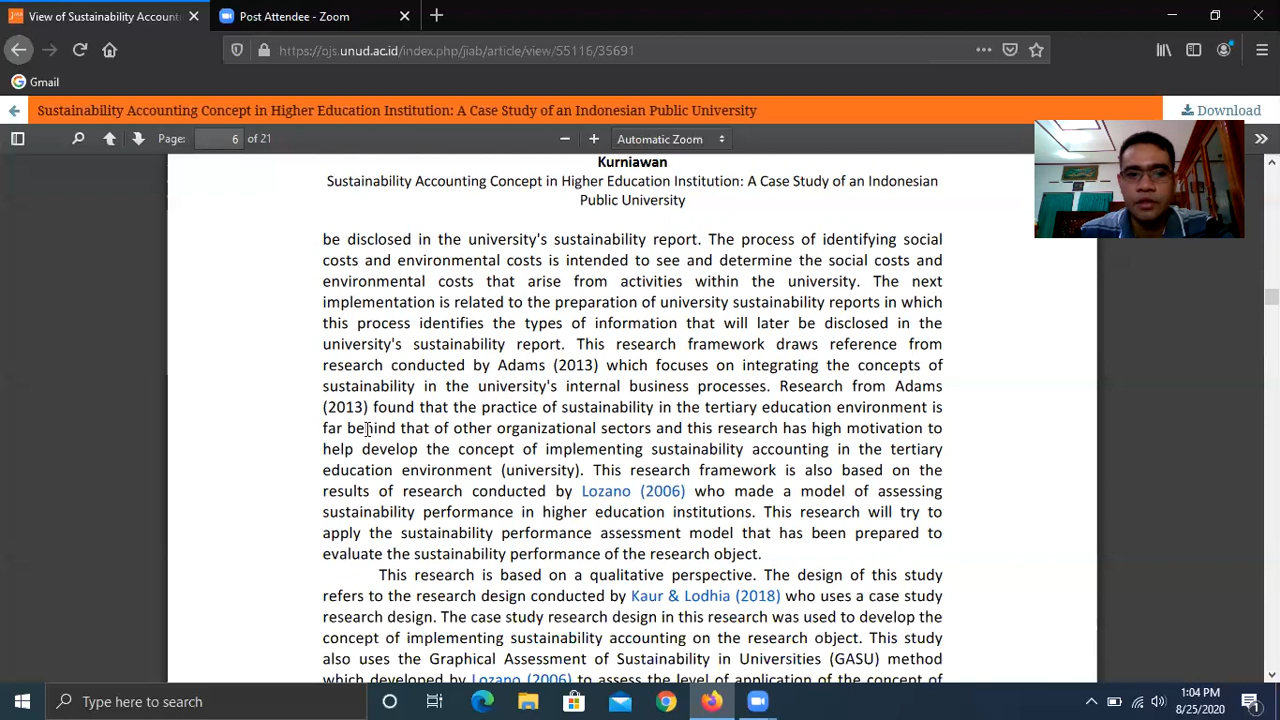 View of Sustainability Account
Post Attendee - Zoom
https://ojs.unud.ac.id/index.php/jiab/article/view/55116/35691
Gmail
Sustainability Accounting Concept in Higher Education Institution: A Case Study of an Indonesian Public University
Download
Page: 6 of 21
Automatic Zoom
Kurniawan
Sustainability Accounting Concept in Higher Education Institution: A Case Study of an Indonesian
Public University
be disclosed in the university's sustainability report. The process of identifying social
costs and environmental costs is intended to see and determine the social costs and
environmental costs that arise from activities within the university. The next
implementation is related to the preparation of university sustainability reports in which
this process identifies the types of information that will later be disclosed in the
university's sustainability report. This research framework draws reference from
research conducted by Adams (2013) which focuses on integrating the concepts of
sustainability in the university's internal business processes. Research from Adams
(2013) found that the practice of sustainability in the tertiary education environment is
far behind that of other organizational sectors and this research has high motivation to
help develop the concept of implementing sustainability accounting in the tertiary
education environment (university). This research framework is also based on the
results of research conducted by Lozano (2006) who made a model of assessing
sustainability performance in higher education institutions. This research will try to
apply the sustainability performance assessment model that has been prepared to
evaluate the sustainability performance of the research object.
This research is based on a qualitative perspective. The design of this study
refers to the research design conducted by Kaur & Lodhia (2018) who uses a case study
research design. The case study research design in this research was used to develop the
concept of implementing sustainability accounting on the research object. This study
also uses the Graphical Assessment of Sustainability in Universities (GASU) method
which developed by Lozano (2006) to assess the level of application of the concept of
Type here to search
1:04 PM
8/25/2020